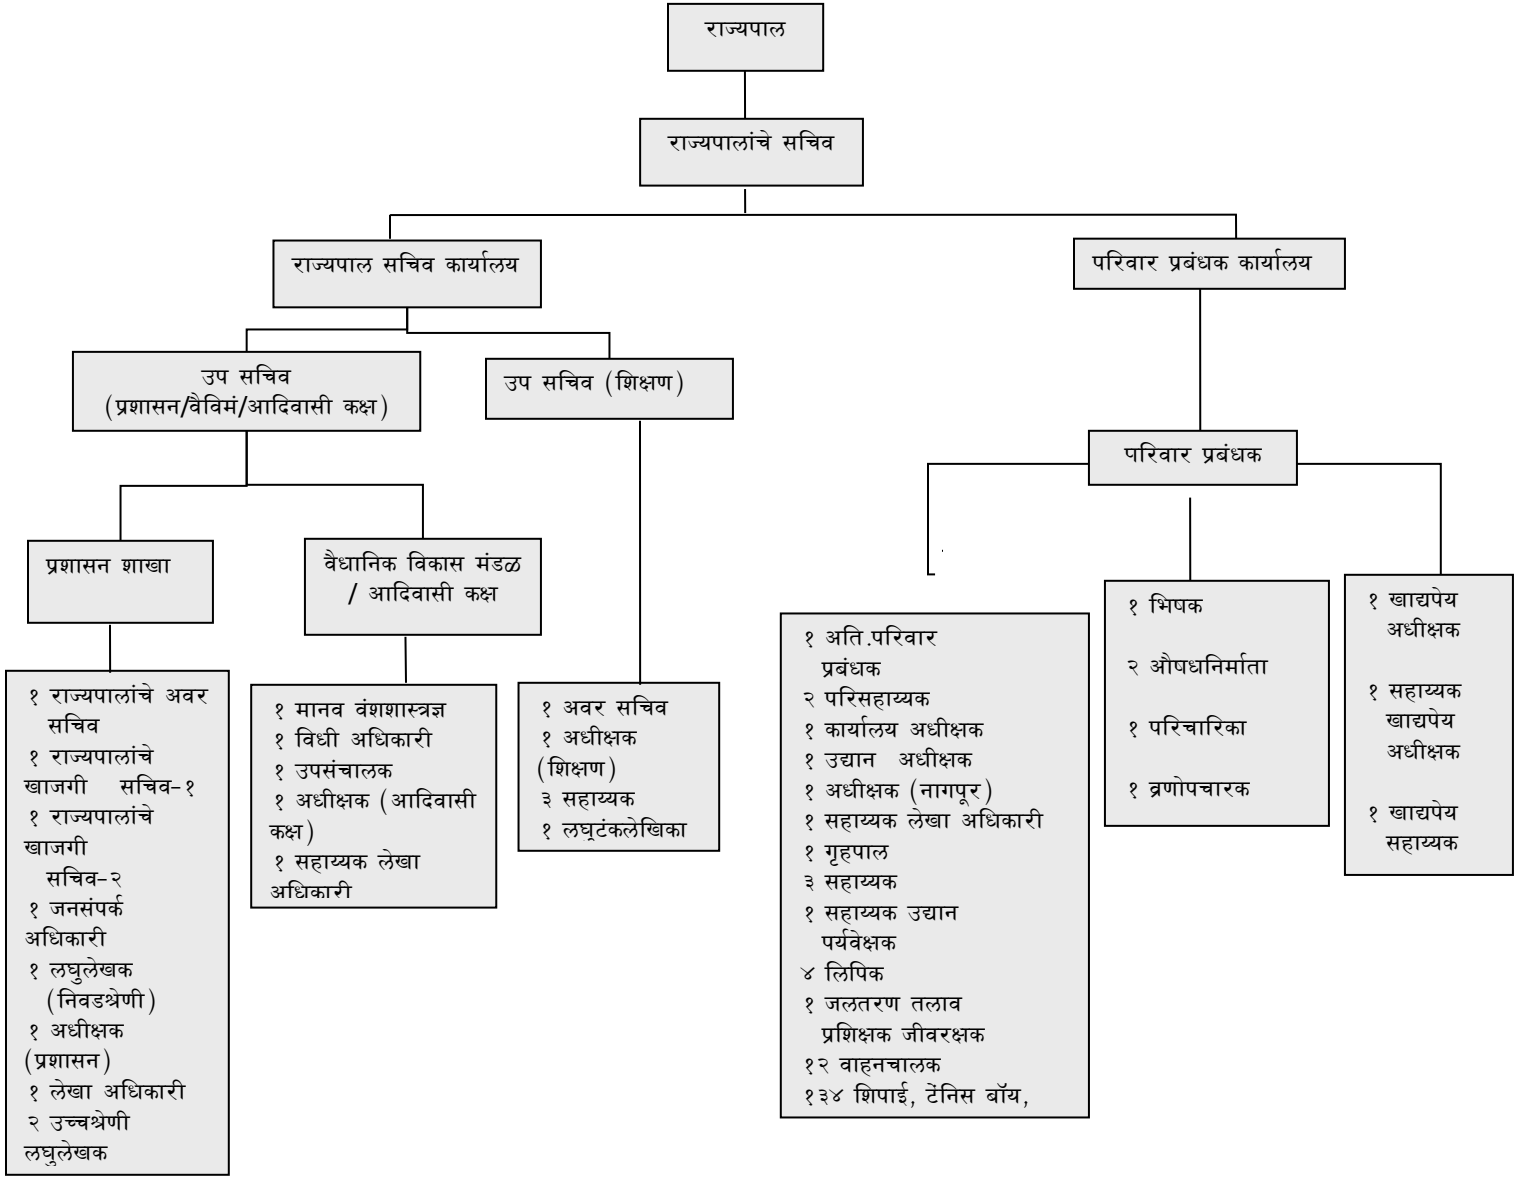 राज्यपाल
राज्यपालांचे सचिव
राज्यपाल सचिव कार्यालय
परिवार प्रबंधक कार्यालय
उप सचिव
(प्रशासन/वैविमं/आदिवासी कक्ष)
उप सचिव (शिक्षण)
परिवार प्रबंधक
प्रशासन शाखा
वैधानिक विकास मंडळ
/ आदिवासी कक्ष
१ राज्यपालांचे अवर
सचिव
१ राज्यपालांचे
खाजगी सचिव-१
१ राज्यपालांचे
खाजगी
सचिव-२
१ जनसंपर्क
अधिकारी
१ लघुलेखक
(निवडश्रेणी)
१ अधीक्षक
(प्रशासन)
१ लेखा अधिकारी
२ उच्चश्रेणी
लघुलेखक
१ मानव वंशशास्त्रज्ञ
१ विधी अधिकारी
१ उपसंचालक
१ अधीक्षक (आदिवासी
कक्ष)
१ सहाय्यक लेखा
अधिकारी
१ अवर सचिव
१ अधीक्षक
(शिक्षण)
३ सहाय्यक
१ लघुटंकलेखिका
१ अति.परिवार
प्रबंधक
२ परिसहाय्यक
१ कार्यालय अधीक्षक
१ उद्यान अधीक्षक
१ अधीक्षक (नागपूर)
१ सहाय्यक लेखा अधिकारी
१ गृहपाल
३ सहाय्यक
१ सहाय्यक उद्यान
पर्यवेक्षक
४ लिपिक
१ जलतरण तलाव
प्रशिक्षक जीवरक्षक
१२ वाहनचालक
१३४ शिपाई, टेंनिस बॉय,
१ भिषक
२ औषधनिर्माता
१ परिचारिका
१ व्रणोपचारक
१ खाद्यपेय
अधीक्षक
१ सहाय्यक
खाद्यपेय
अधीक्षक
१ खाद्यपेय
सहाय्यक